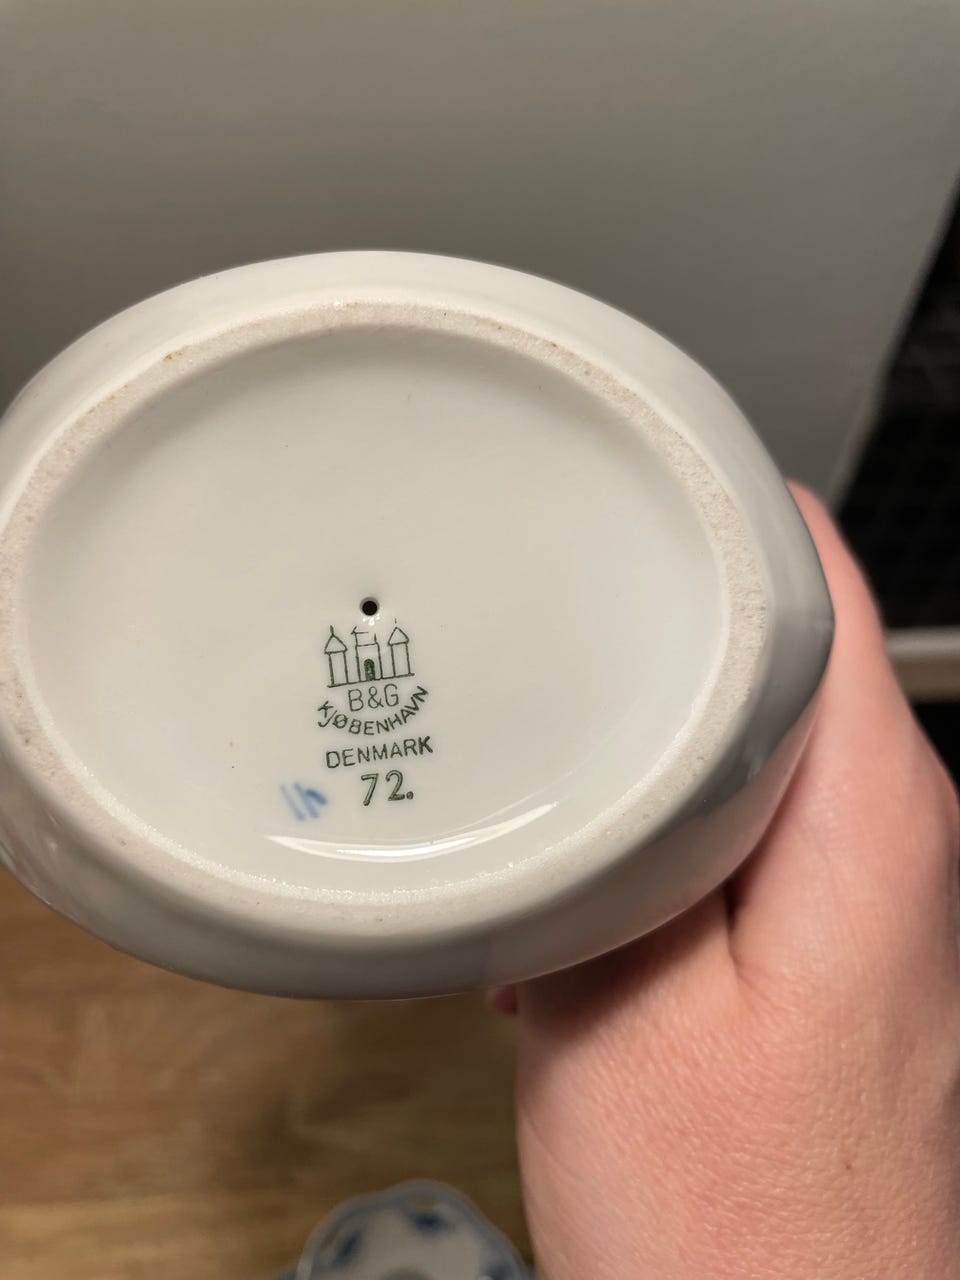 B&G
KJØBENHAVN
DENMARK
72.